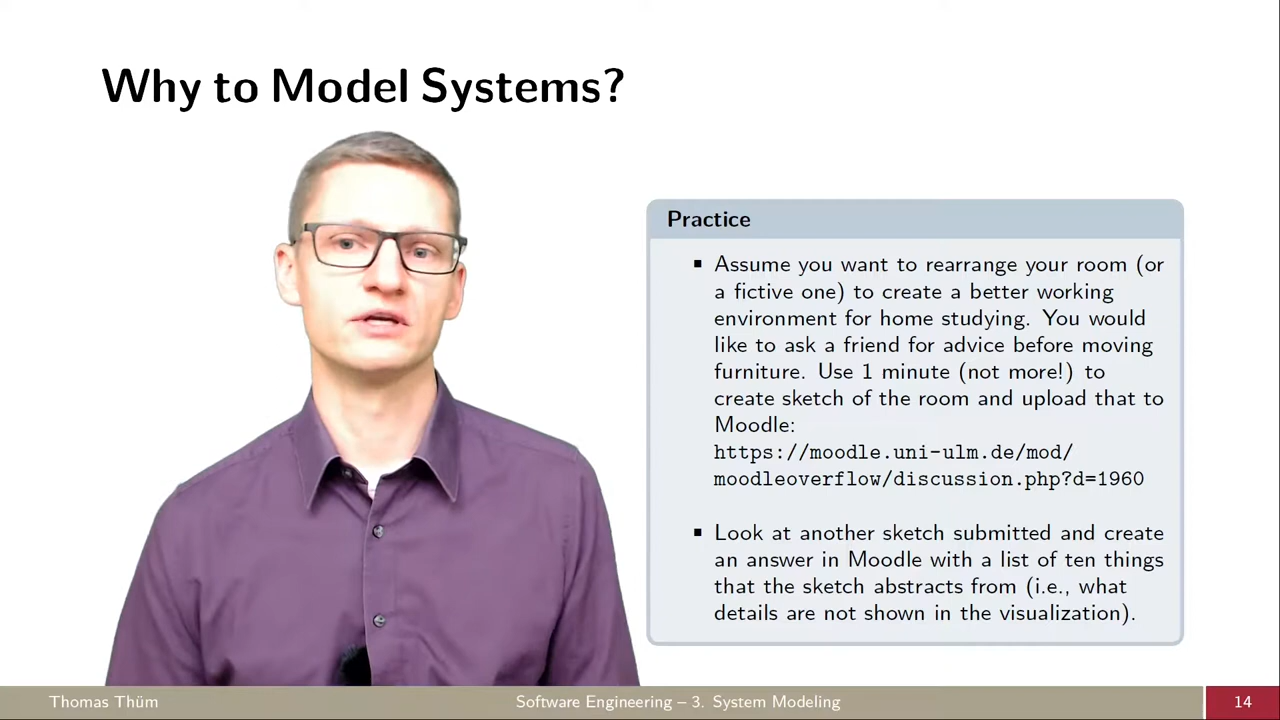 Why to Model Systems?
Practice
Assume you want to rearrange your room (or
a fictive one) to create a better working
environment for home studying. You would
like to ask a friend for advice before moving
furniture. Use 1 minute (not more!) to
create sketch of the room and upload that to
Moodle:
https://moodle.uni-ulm.de/mod/
moodleoverflow/discussion.php?d=1960
Look at another sketch submitted and create
an answer in Moodle with a list of ten things
that the sketch abstracts from (i.e., what
details are not shown in the visualization).
Thomas Thüm
Software Engineering – 3. System Modeling
14